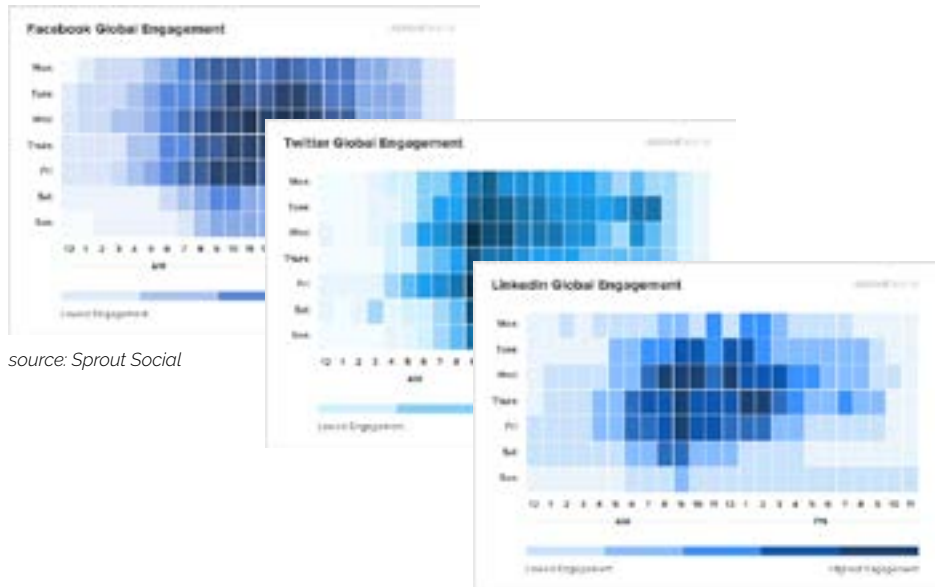 Facebook Global Engagement
Mon
Tues
Wed
Thurs
Fri
Sat
Sun
12 1 2 3 4 5 6 7 8 9 10 11
AM
Lowest Engagement
source: Sprout Social
Twitter Global Engagement
Mon
Tues
Wed
Thurs
Fri
Sat
Sun
12 1 2 3 4 5 6 7 8
AM
Lowest Engagement
LinkedIn Global Engagement
Mon
Tues
Wed
Thurs
Fri
Sat
Sun
12 1 2 3 4 5 6 7 8 9 10 11 12 1 2 3 4 5 6 7 8 9 10 11
AM PM
Lowest Engagement Highest Engagement